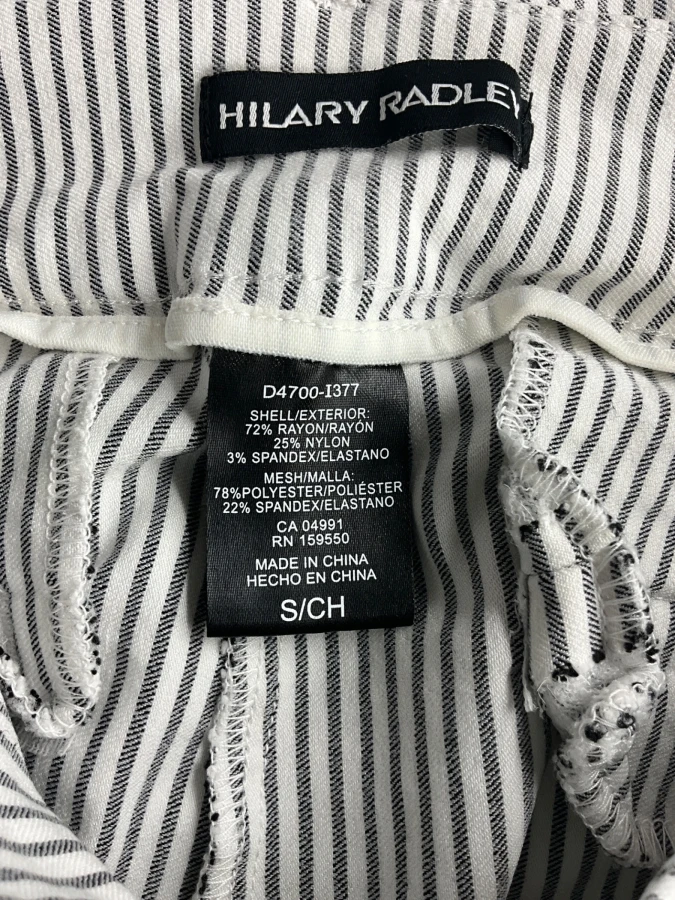 HILARY RADLEY
D4700-I377
SHELL/EXTERIOR:
72% RAYON/RAYÓN
25% NYLON
3% SPANDEX/ELASTANO
MESH/MALLA:
78%POLYESTER/POLIÉSTER
22% SPANDEX/ELASTANO
CA 04991
RN 159550
MADE IN CHINA
HECHO EN CHINA
S/CH